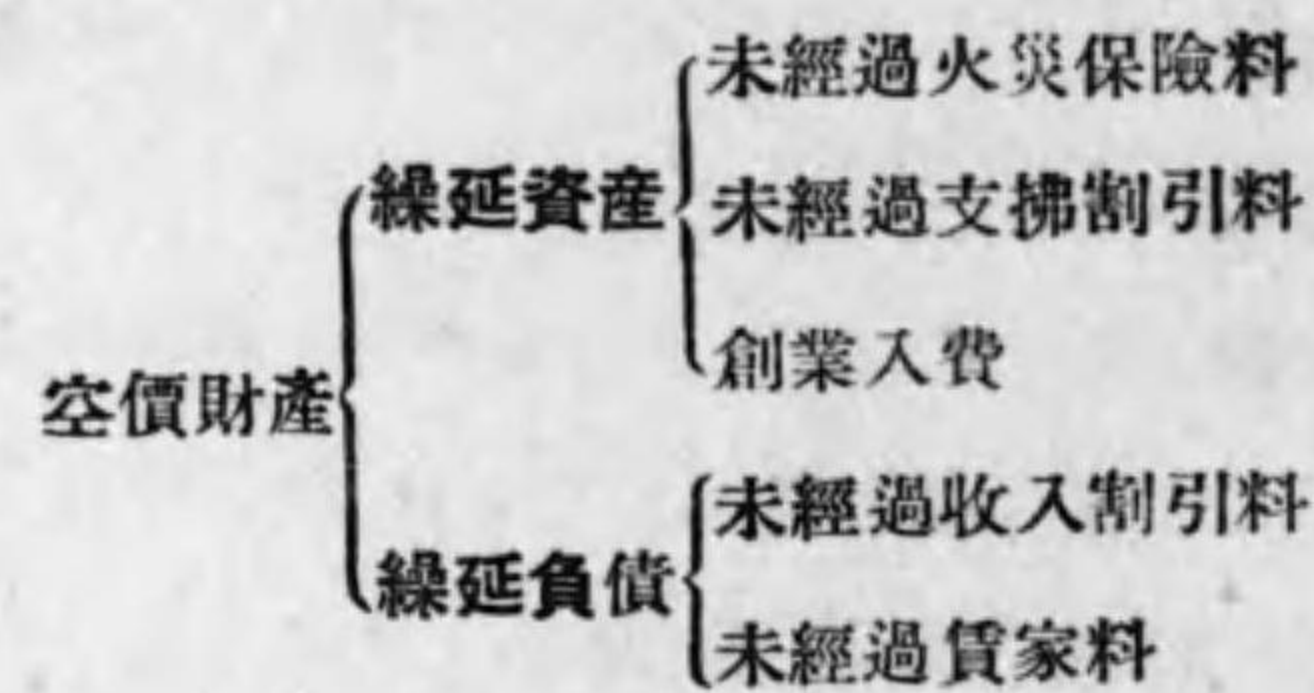 空價財產
繰延資産
未經過火災保險料
未經過支拂割引料
創業入費
繰延負債
未經過收入割引料
未經過賃家料